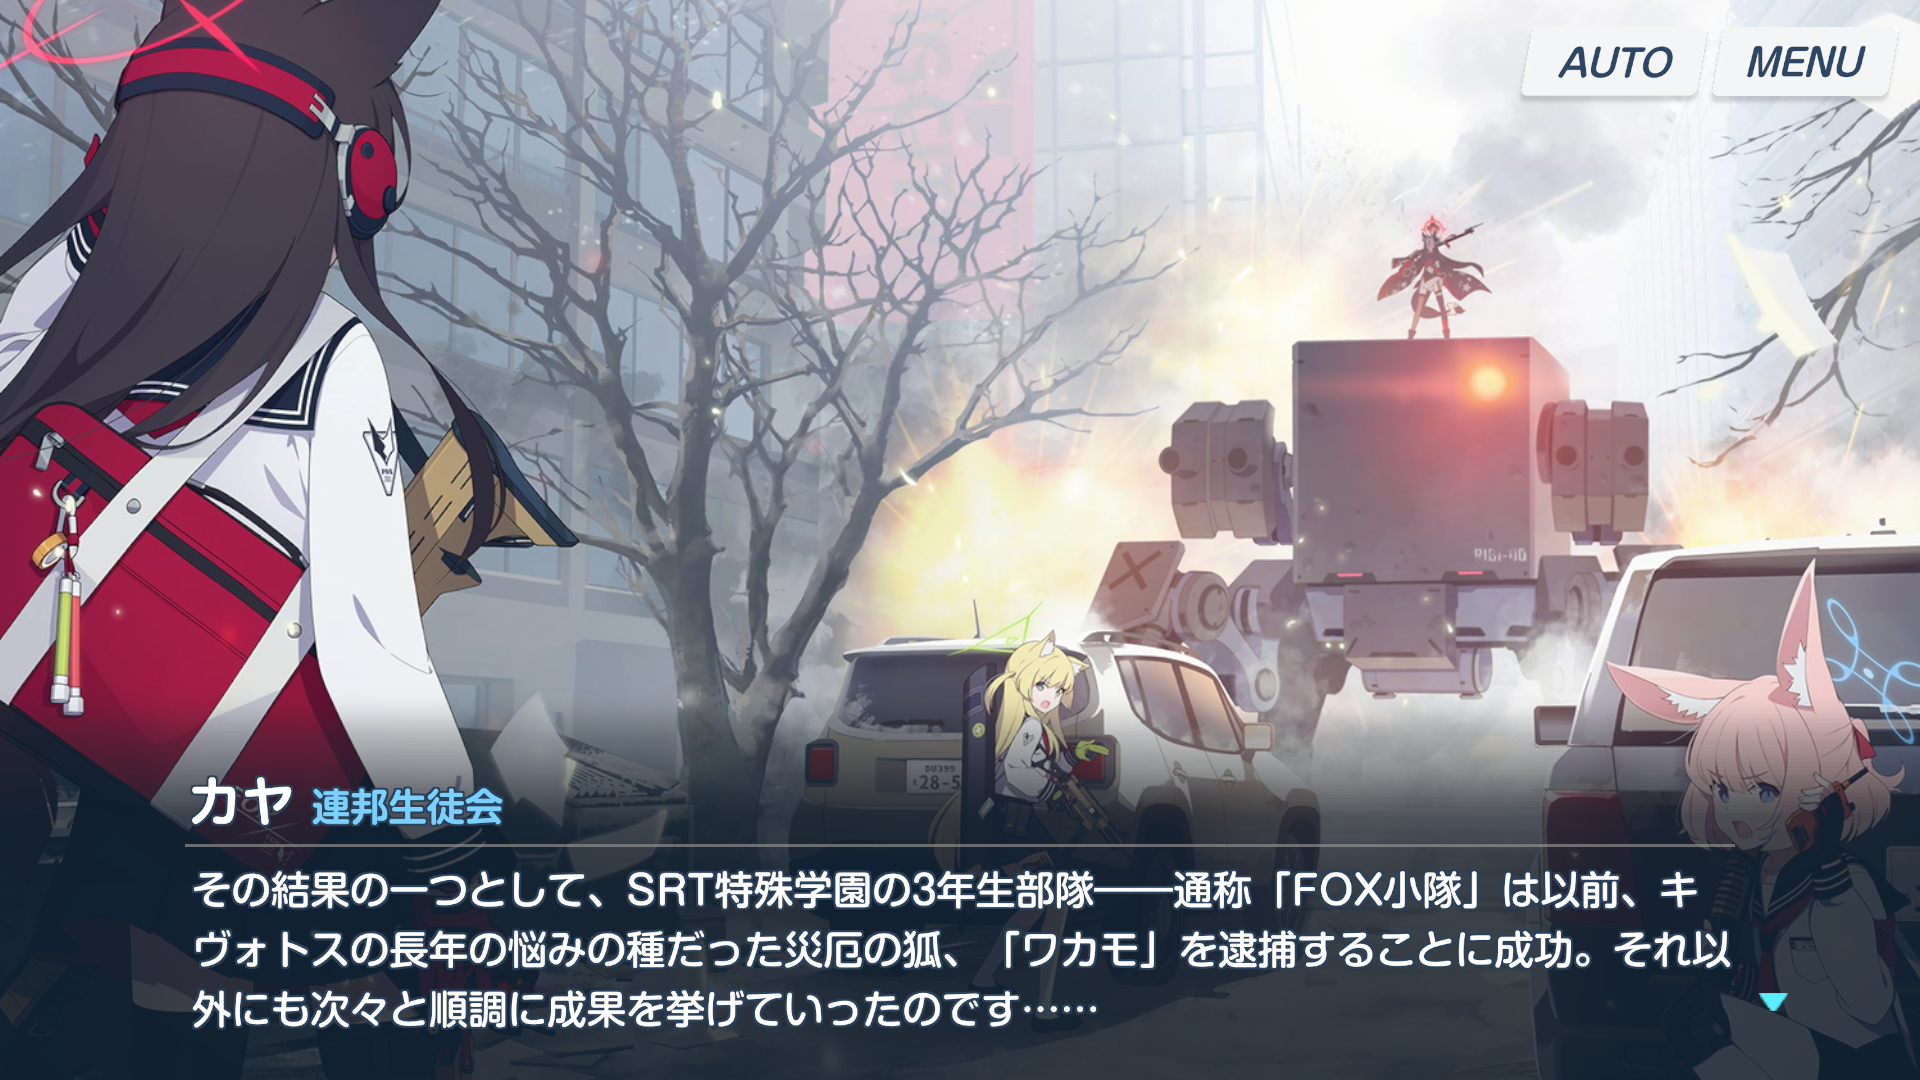 AUTO
MENU
R101-00
DU399
28-5
カヤ 連邦生徒会
その結果の一つとして、SRT特殊学園の3年生部隊――通称「FOX小隊」は以前、キ
ヴォトスの長年の悩みの種だった災厄の狐、「ワカモ」を逮捕することに成功。それ以
外にも次々と順調に成果を挙げていったのです……